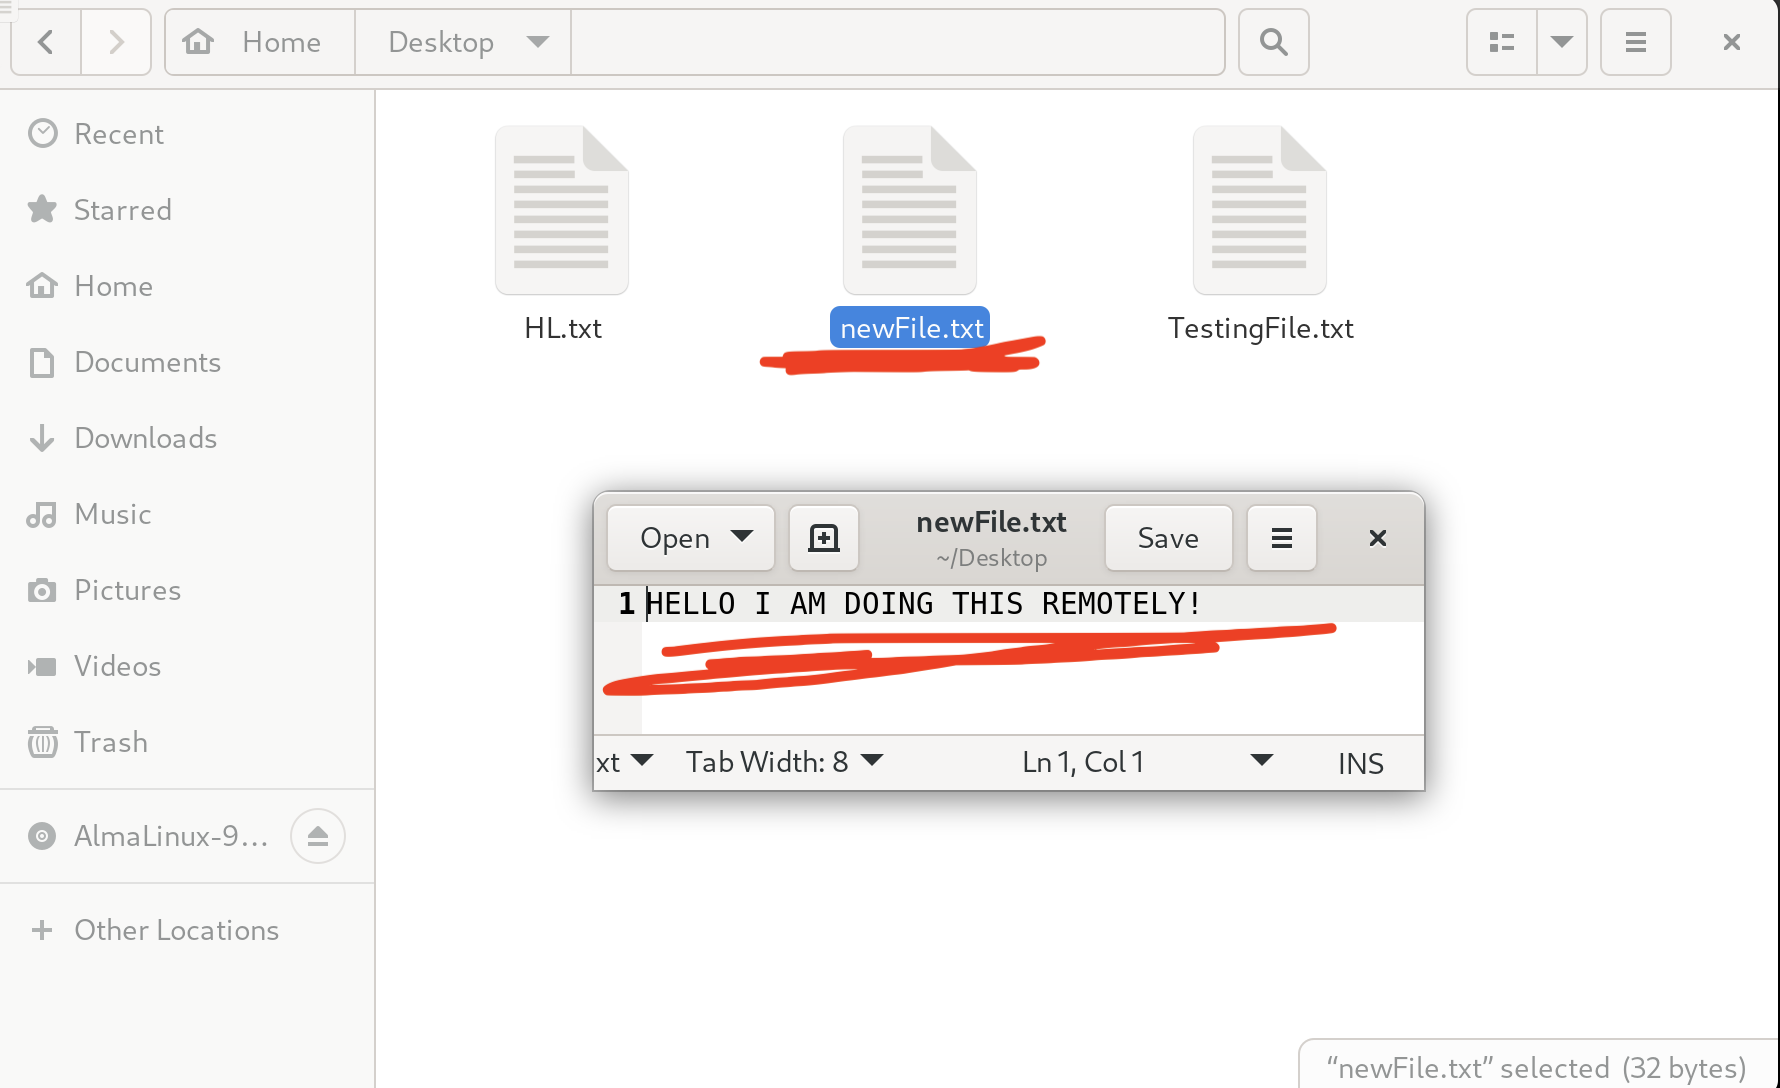 Home Desktop
Recent
Starred
Home
Documents
Downloads
Music
Pictures
Videos
Trash
AlmaLinux-9...
Other Locations
HL.txt newFile.txt TestingFile.txt
Open newFile.txt Save
~/Desktop
1 HELLO I AM DOING THIS REMOTELY!
xt Tab Width: 8 Ln 1, Col 1 INS
“newFile.txt” selected (32 bytes)